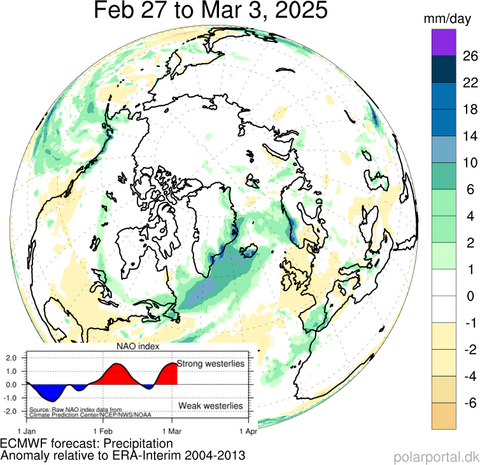 Feb 27 to Mar 3, 2025
mm/day
26
22
18
14
10
6
4
1
0
-1
-2
-4
-6
NAO index
2.0
1.0
0.0
-1.0
-2.0
Strong westerlies
Weak westerlies
Source: Raw NAO index data from
Climate Prediction Center/NCEP/NWS/NOAA
1 Jan 1 Feb 1 Mar 1 Apr
ECMWF forecast: Precipitation
Anomaly relative to ERA-Interim 2004-2013
polarportal.dk